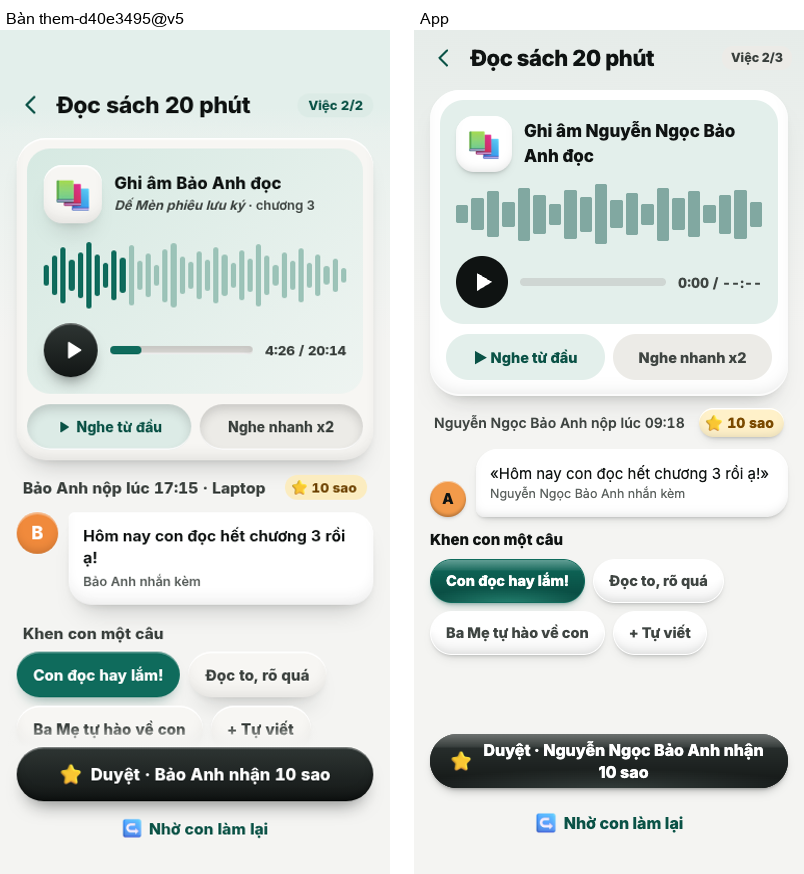 Bản them-d40e3495@v5
Đọc sách 20 phút
Việc 2/2
Ghi âm Bảo Anh đọc
Dế Mèn phiêu lưu ký · chương 3
4:26 / 20:14
Nghe từ đầu
Nghe nhanh x2
Bảo Anh nộp lúc 17:15 · Laptop
10 sao
B
Hôm nay con đọc hết chương 3 rồi
ạ!
Bảo Anh nhắn kèm
Khen con một câu
Con đọc hay lắm!
Đọc to, rõ quá
Ba Mẹ tự hào về con
+ Tự viết
Duyệt · Bảo Anh nhận 10 sao
Nhờ con làm lại
App
Đọc sách 20 phút
Việc 2/3
Ghi âm Nguyễn Ngọc Bảo
Anh đọc
0:00 / --:--
Nghe từ đầu
Nghe nhanh x2
Nguyễn Ngọc Bảo Anh nộp lúc 09:18
10 sao
A
«Hôm nay con đọc hết chương 3 rồi ạ!»
Nguyễn Ngọc Bảo Anh nhắn kèm
Khen con một câu
Con đọc hay lắm!
Đọc to, rõ quá
Ba Mẹ tự hào về con
+ Tự viết
Duyệt · Nguyễn Ngọc Bảo Anh nhận
10 sao
Nhờ con làm lại